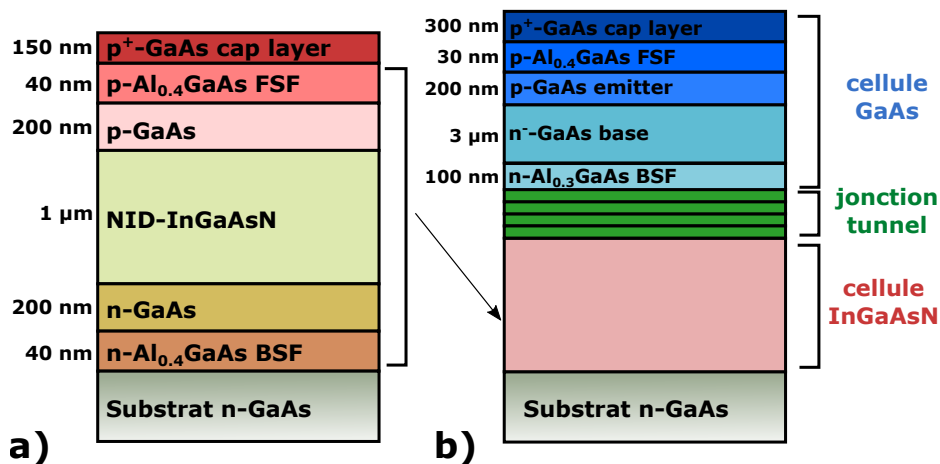 150 nm
p⁺-GaAs cap layer
40 nm
p-Al₀.₄GaAs FSF
200 nm
p-GaAs
1 µm
NID-InGaAsN
200 nm
n-GaAs
40 nm
n-Al₀.₄GaAs BSF
Substrat n-GaAs
a)
300 nm
p⁺-GaAs cap layer
30 nm
p-Al₀.₄GaAs FSF
200 nm
p-GaAs emitter
3 µm
n⁻-GaAs base
100 nm
n-Al₀.₃GaAs BSF
cellule
GaAs
jonction
tunnel
cellule
InGaAsN
Substrat n-GaAs
b)